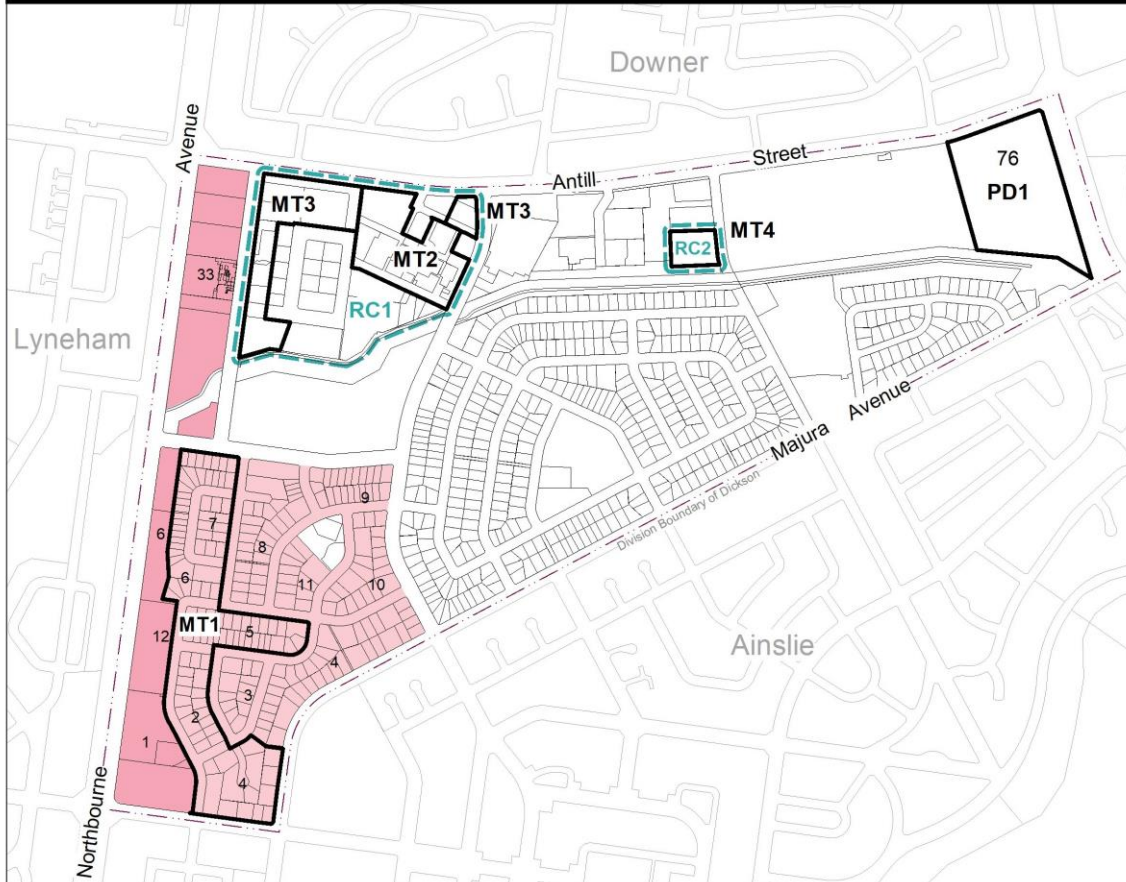 Downer
Avenue
Antill
Street
76
PD1
MT3
MT3
MT4
RC2
MT2
33
RC1
Lyneham
Majura
Avenue
Division Boundary of Dickson
9
7
6
8
11
10
6
MT1
5
12
4
Ainslie
3
2
1
4
Northbourne